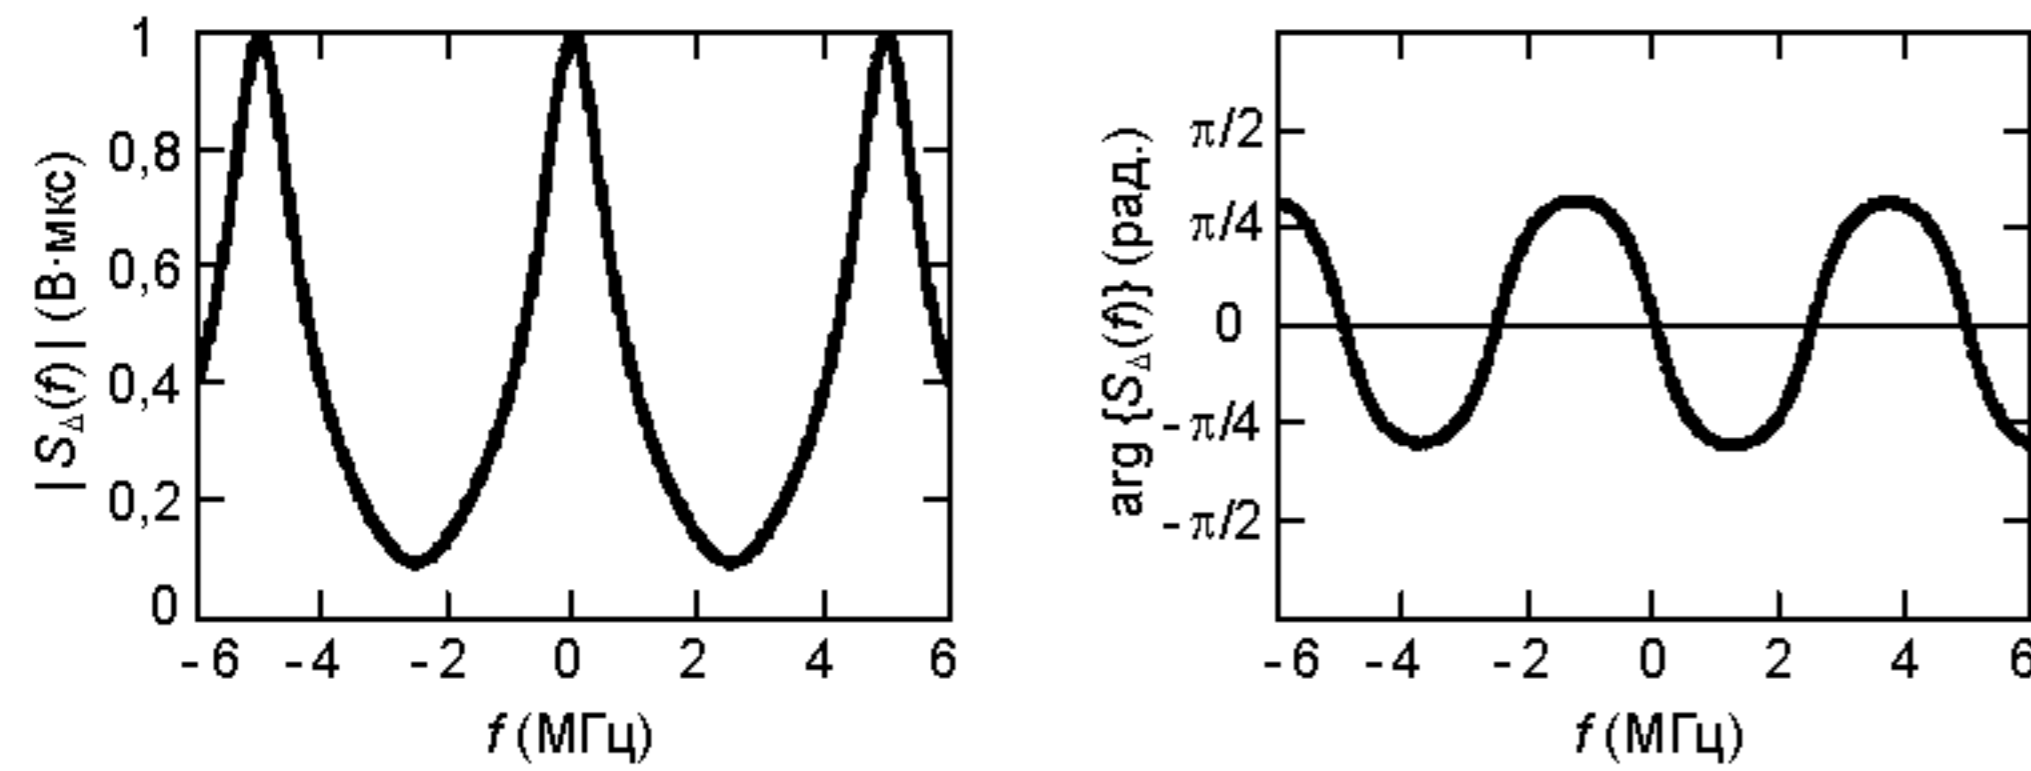 | S_Δ(f) | (В·мкс)
1
0,8
0,6
0,4
0,2
0
-6 -4 -2 0 2 4 6
f (МГц)
arg {S_Δ(f)} (рад.)
π/2
π/4
0
-π/4
-π/2
-6 -4 -2 0 2 4 6
f (МГц)